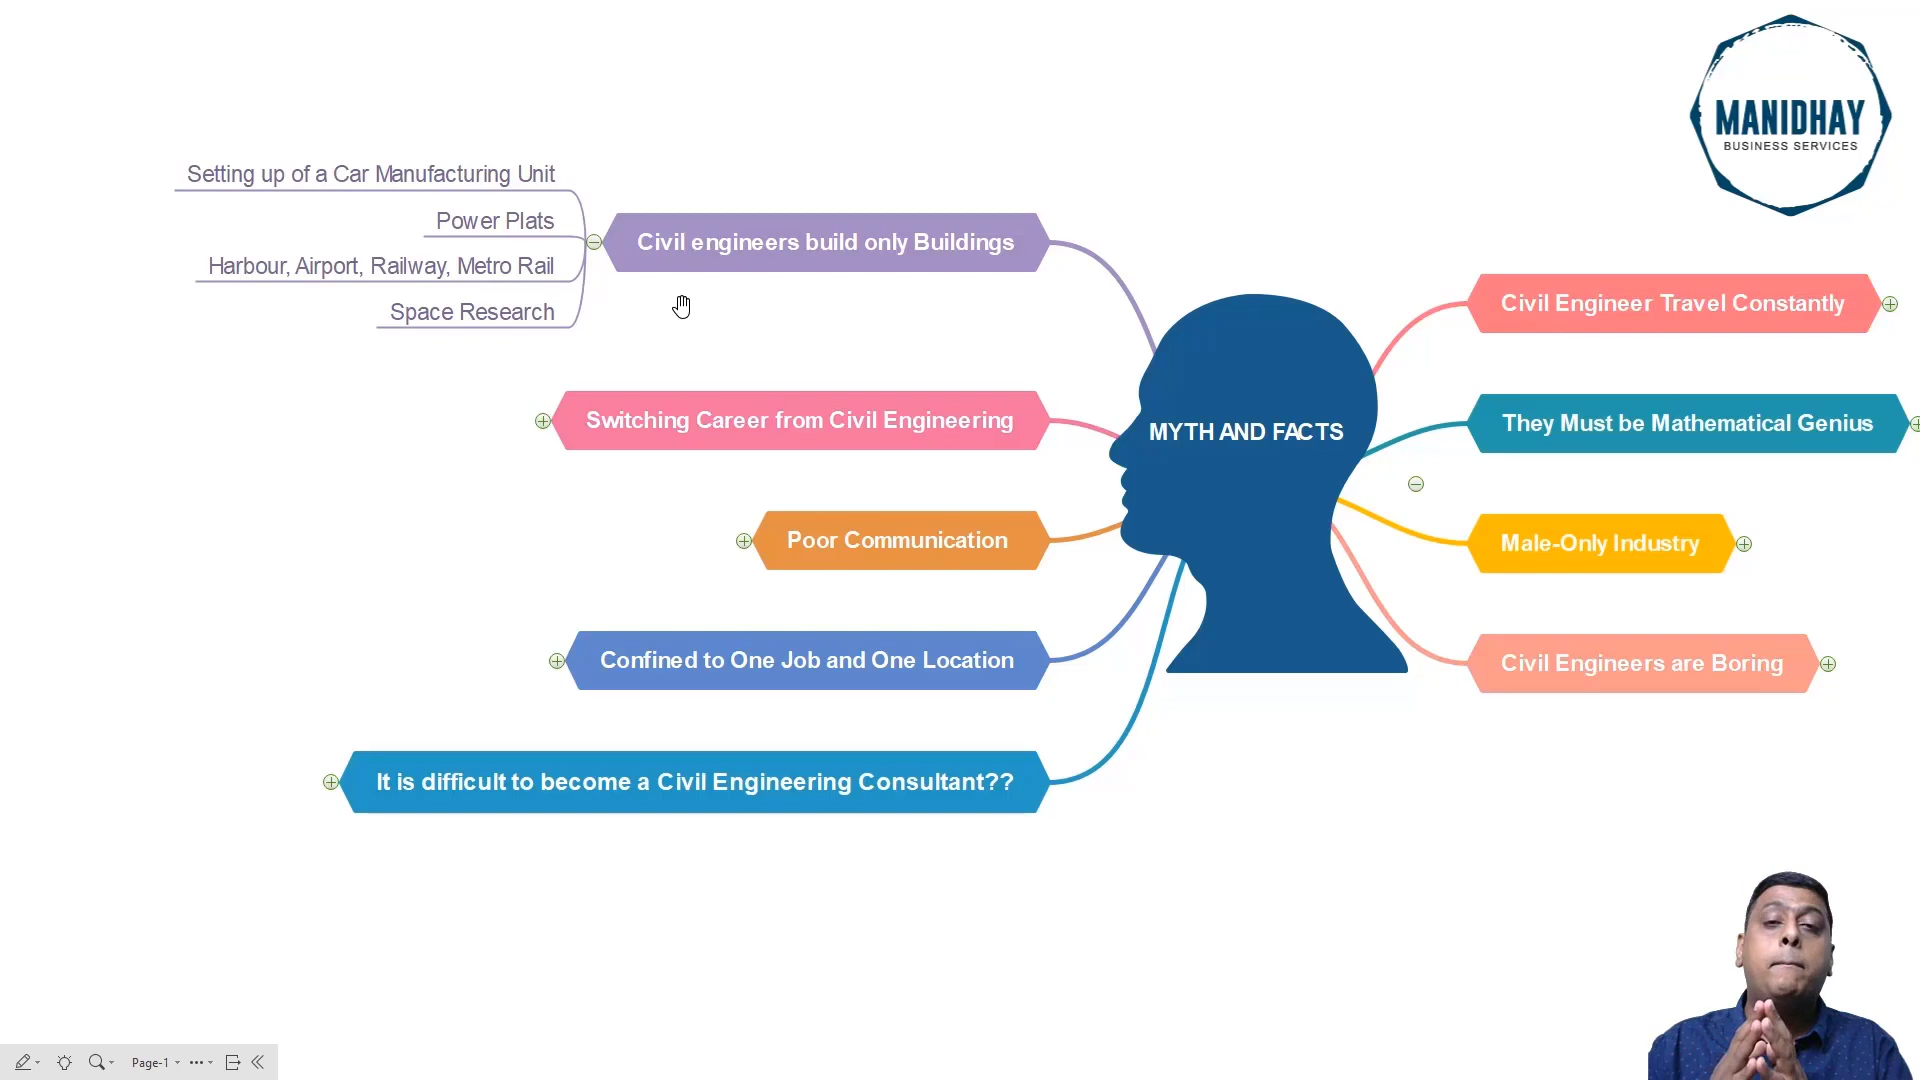 MANIDHAY
BUSINESS SERVICES
Setting up of a Car Manufacturing Unit
Power Plats
Harbour, Airport, Railway, Metro Rail
Space Research
Civil engineers build only Buildings
Switching Career from Civil Engineering
Poor Communication
Confined to One Job and One Location
It is difficult to become a Civil Engineering Consultant??
MYTH AND FACTS
Civil Engineer Travel Constantly
They Must be Mathematical Genius
Male-Only Industry
Civil Engineers are Boring
Page-1